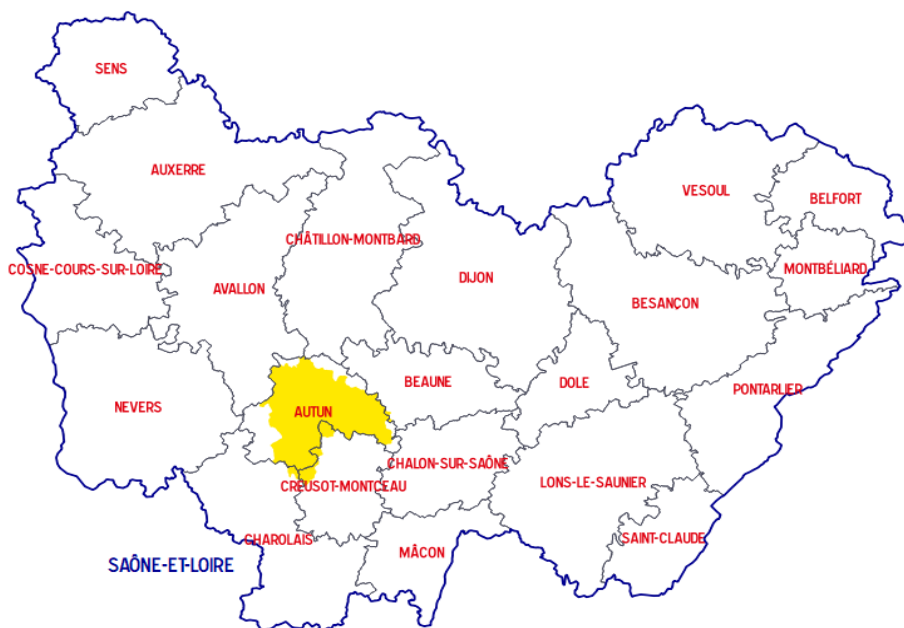 SENS
AUXERRE
VESOUL
BELFORT
CHÂTILLON-MONTBARD
COSNE-COURS-SUR-LOIRE
MONTBÉLIARD
DIJON
AVALLON
BESANÇON
BEAUNE
DOLE
PONTARLIER
NEVERS
AUTUN
CHALON-SUR-SAÔNE
LONS-LE-SAUNIER
CREUSOT-MONTCEAU
CHAROLAIS
SAINT-CLAUDE
MÂCON
SAÔNE-ET-LOIRE